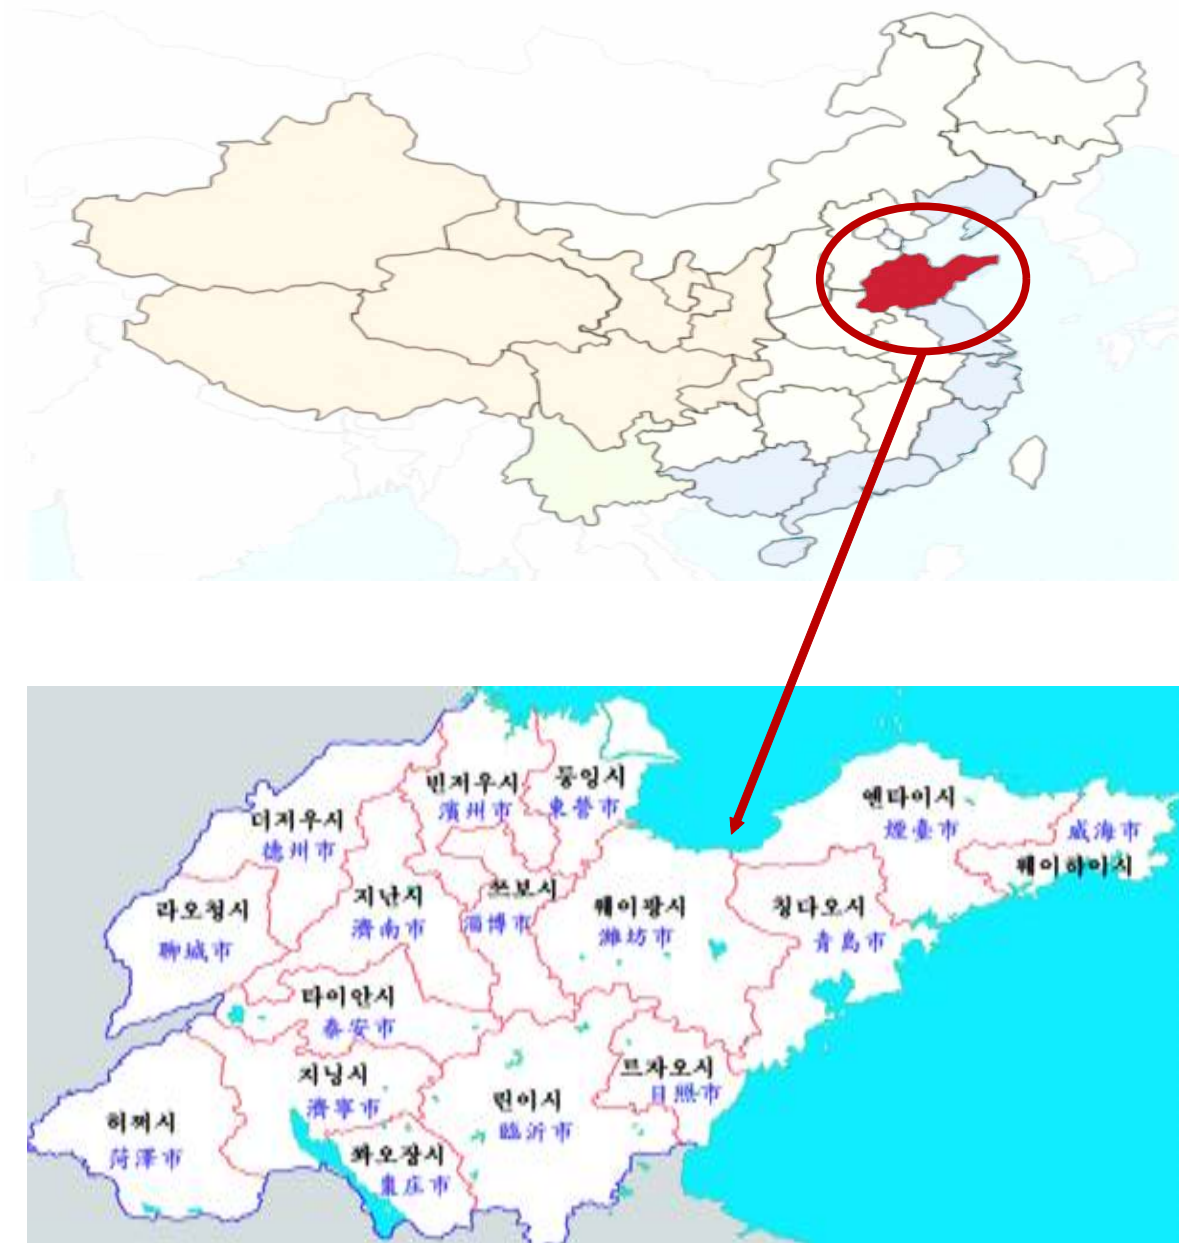 빈저우시
濱州市
둥잉시
東營市
엔타이시
煙臺市
威海市
웨이하이시
더저우시
德州市
라오청시
聊城市
지난시
濟南市
쯔보시
淄博市
웨이팡시
濰坊市
칭다오시
青島市
타이안시
泰安市
지닝시
濟寧市
린이시
臨沂市
르자오시
日照市
허쩌시
菏澤市
좌오장시
棗庄市